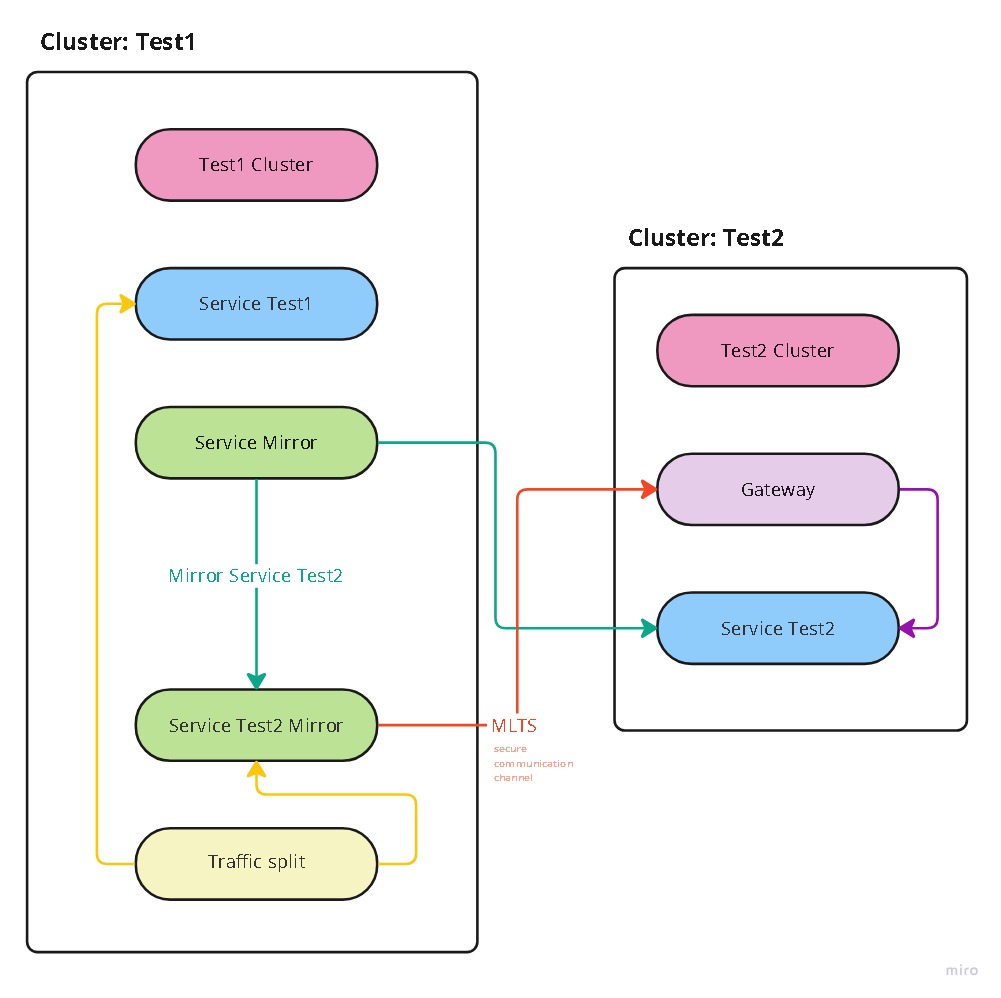 Cluster: Test1
Test1 Cluster
Service Test1
Service Mirror
Mirror Service Test2
Service Test2 Mirror
Traffic split
MLTS
secure
communication
channel
Cluster: Test2
Test2 Cluster
Gateway
Service Test2
miro